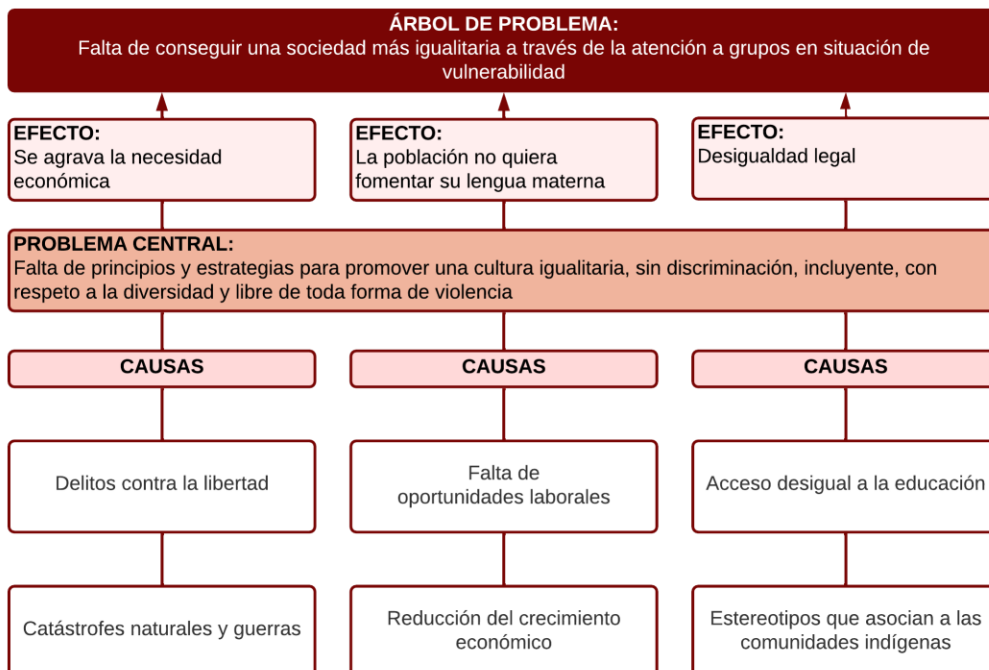 ÁRBOL DE PROBLEMA:
Falta de conseguir una sociedad más igualitaria a través de la atención a grupos en situación de
vulnerabilidad
EFECTO:
Se agrava la necesidad
económica
EFECTO:
La población no quiera
fomentar su lengua materna
EFECTO:
Desigualdad legal
PROBLEMA CENTRAL:
Falta de principios y estrategias para promover una cultura igualitaria, sin discriminación, incluyente, con
respeto a la diversidad y libre de toda forma de violencia
CAUSAS
CAUSAS
CAUSAS
Delitos contra la libertad
Falta de
oportunidades laborales
Acceso desigual a la educación
Catástrofes naturales y guerras
Reducción del crecimiento
económico
Estereotipos que asocian a las
comunidades indígenas